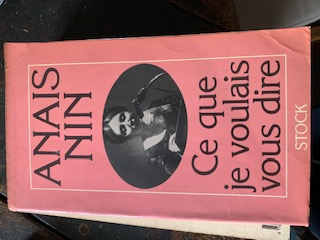 ANAIS
NIN
Ce que
je voulais
vous dire
STOCK